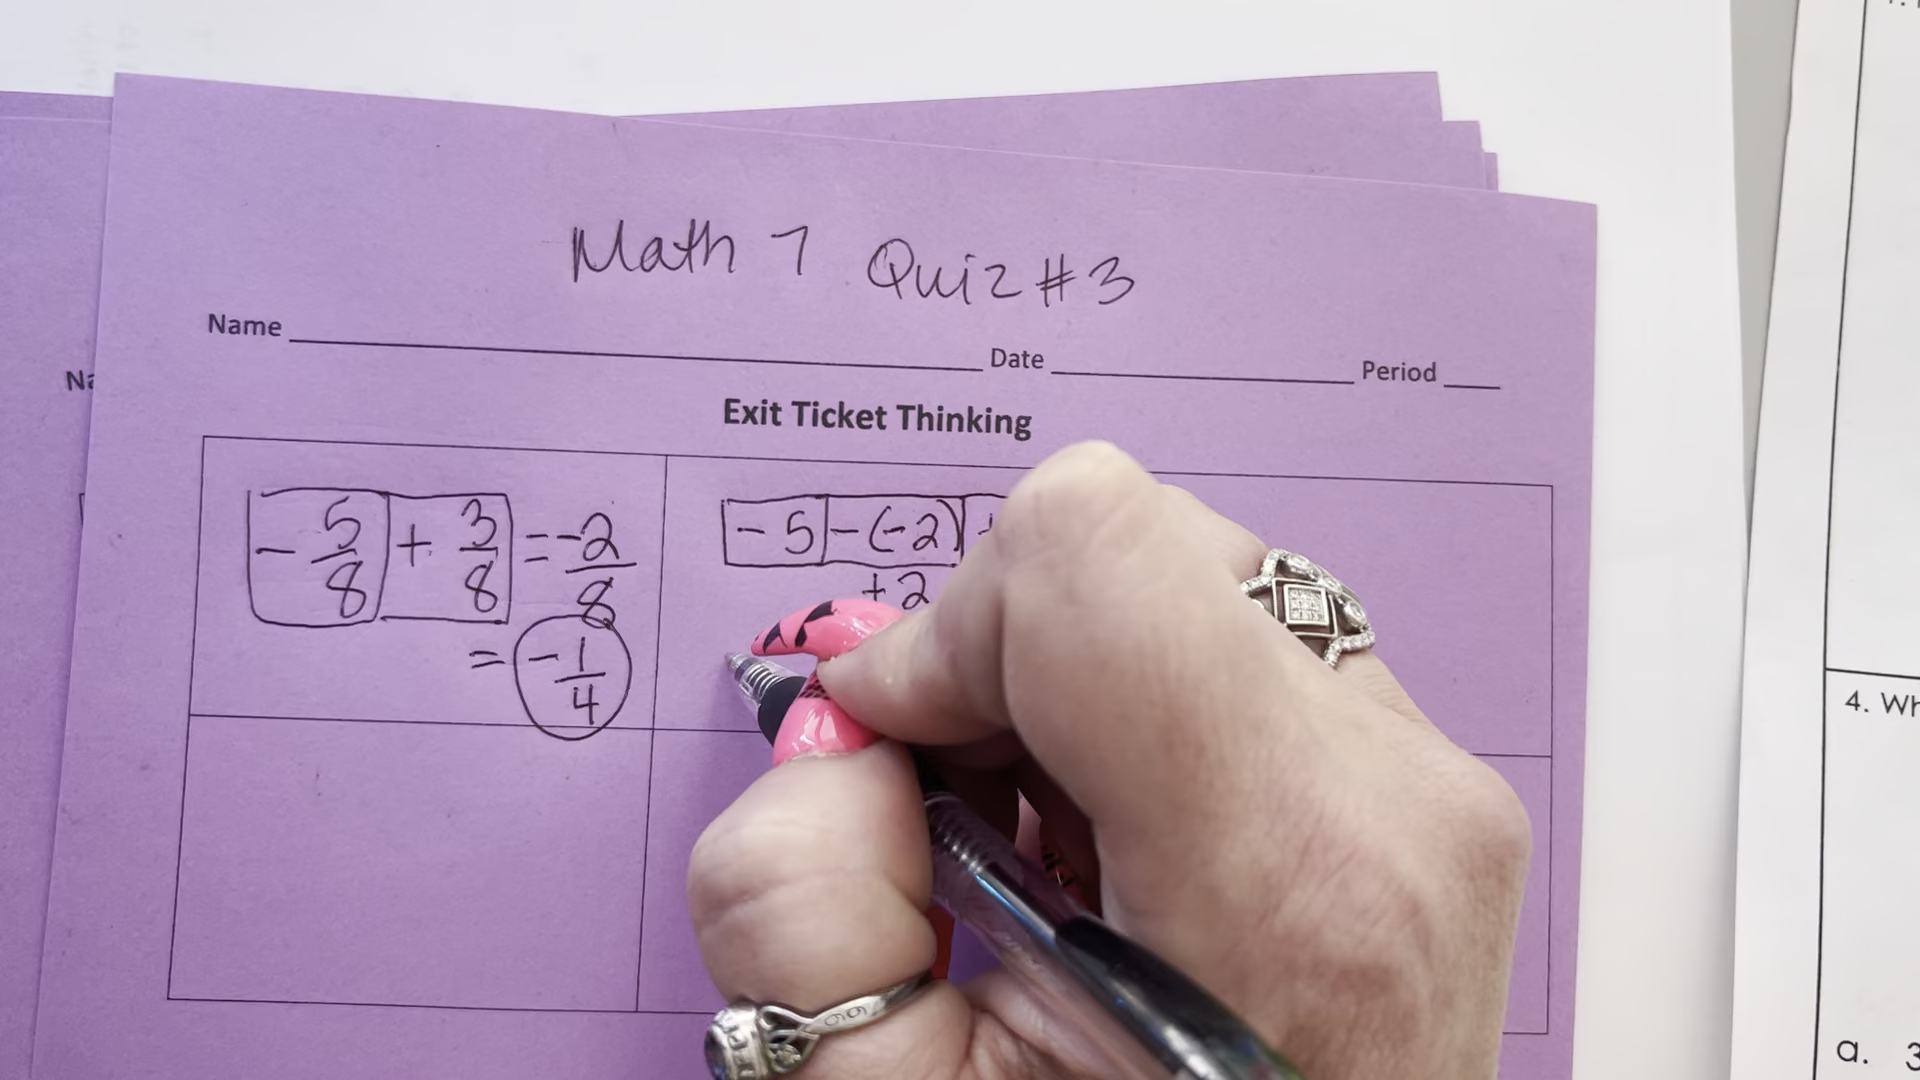 Math 7 Quiz #3
Name Date Period
Exit Ticket Thinking
- 5/8 + 3/8 = -2/8
= - 1/4
- 5 - (-2) +
+ 2
4.
a. 3